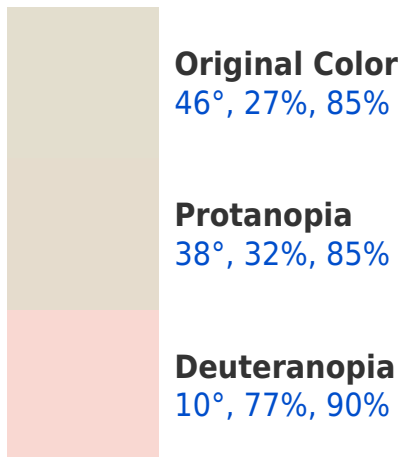 Original Color
46°, 27%, 85%
Protanopia
38°, 32%, 85%
Deuteranopia
10°, 77%, 90%